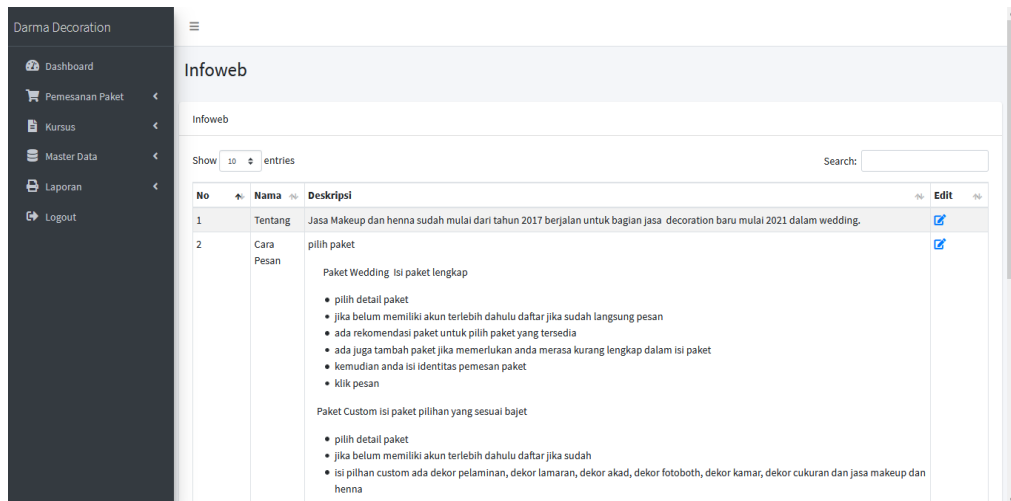 Darma Decoration
Dashboard
Pemesanan Paket
Kursus
Master Data
Laporan
Logout
Infoweb
Infoweb
Show 10 entries
Search:
No Nama Deskripsi Edit
1 Tentang Jasa Makeup dan henna sudah mulai dari tahun 2017 berjalan untuk bagian jasa decoration baru mulai 2021 dalam wedding.
2 Cara Pesan pilih paket
Paket Wedding Isi paket lengkap
pilih detail paket
jika belum memiliki akun terlebih dahulu daftar jika sudah langsung pesan
ada rekomendasi paket untuk pilih paket yang tersedia
ada juga tambah paket jika memerlukan anda merasa kurang lengkap dalam isi paket
kemudian anda isi identitas pemesan paket
klik pesan
Paket Custom isi paket pilihan yang sesuai bajet
pilih detail paket
jika belum memiliki akun terlebih dahulu daftar jika sudah
isi pilhan custom ada dekor pelaminan, dekor lamaran, dekor akad, dekor fotoboth, dekor kamar, dekor cukuran dan jasa makeup dan
henna